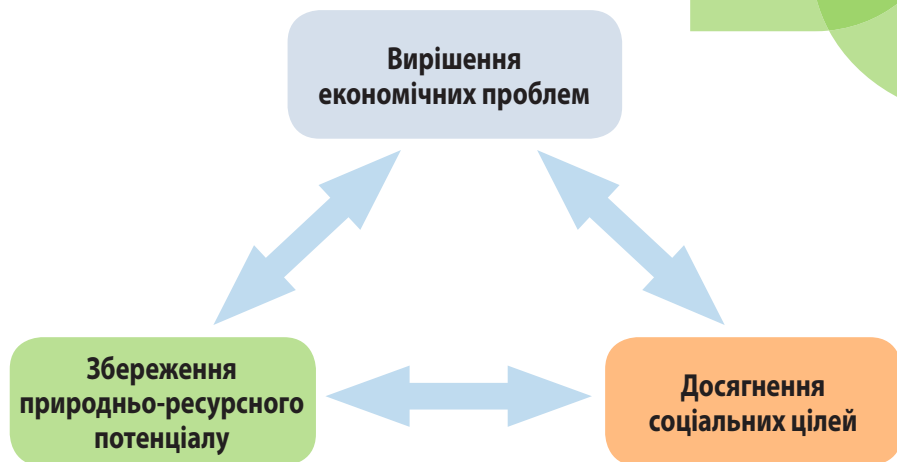 Вирішення
економічних проблем
Збереження
природньо-ресурсного
потенціалу
Досягнення
соціальних цілей